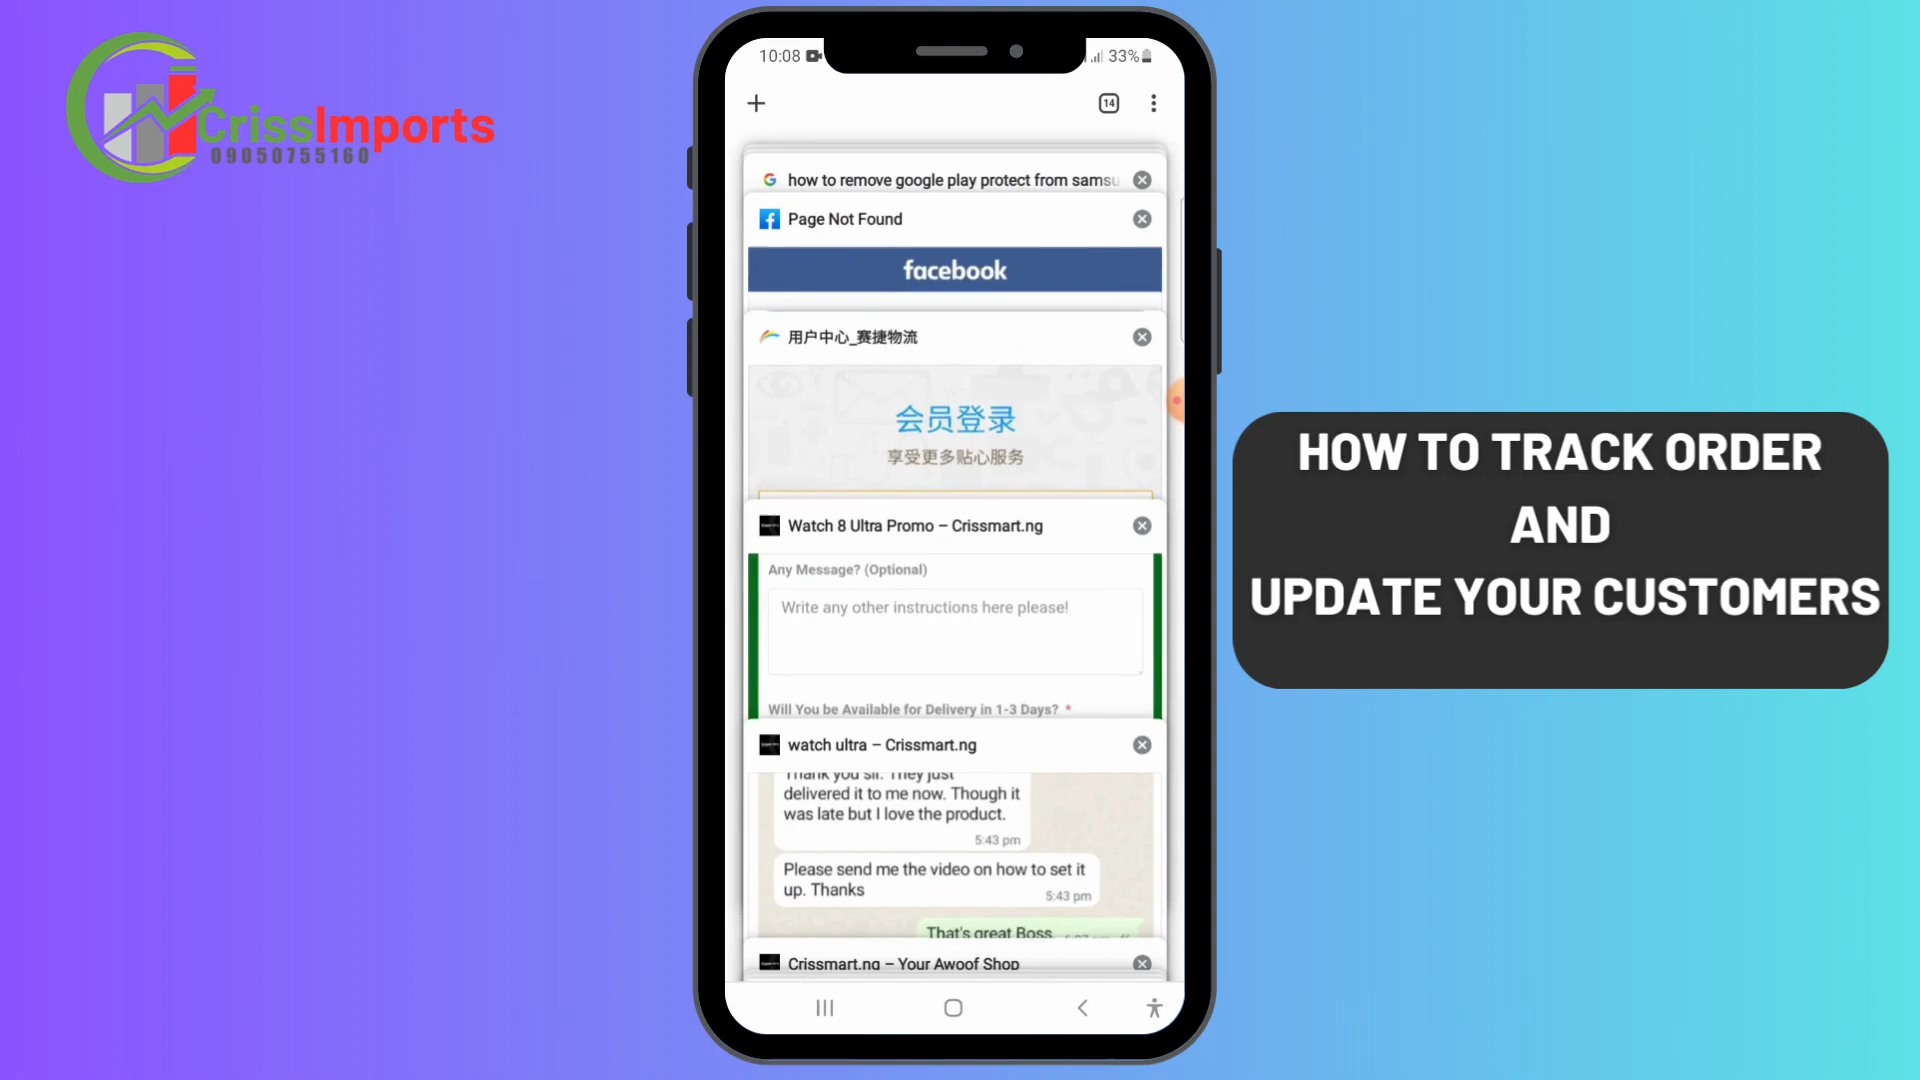 CrissImports
09050755160
10:08
33%
14
how to remove google play protect from samsu
Page Not Found
facebook
用户中心_赛捷物流
会员登录
享受更多贴心服务
Watch 8 Ultra Promo – Crissmart.ng
Any Message? (Optional)
Write any other instructions here please!
Will You be Available for Delivery in 1-3 Days? *
watch ultra – Crissmart.ng
Thank you sir. They just
delivered it to me now. Though it
was late but I love the product.
5:43 pm
Please send me the video on how to set it
up. Thanks
5:43 pm
That's great Boss
Crissmart.ng – Your Awoof Shop
HOW TO TRACK ORDER
AND
UPDATE YOUR CUSTOMERS